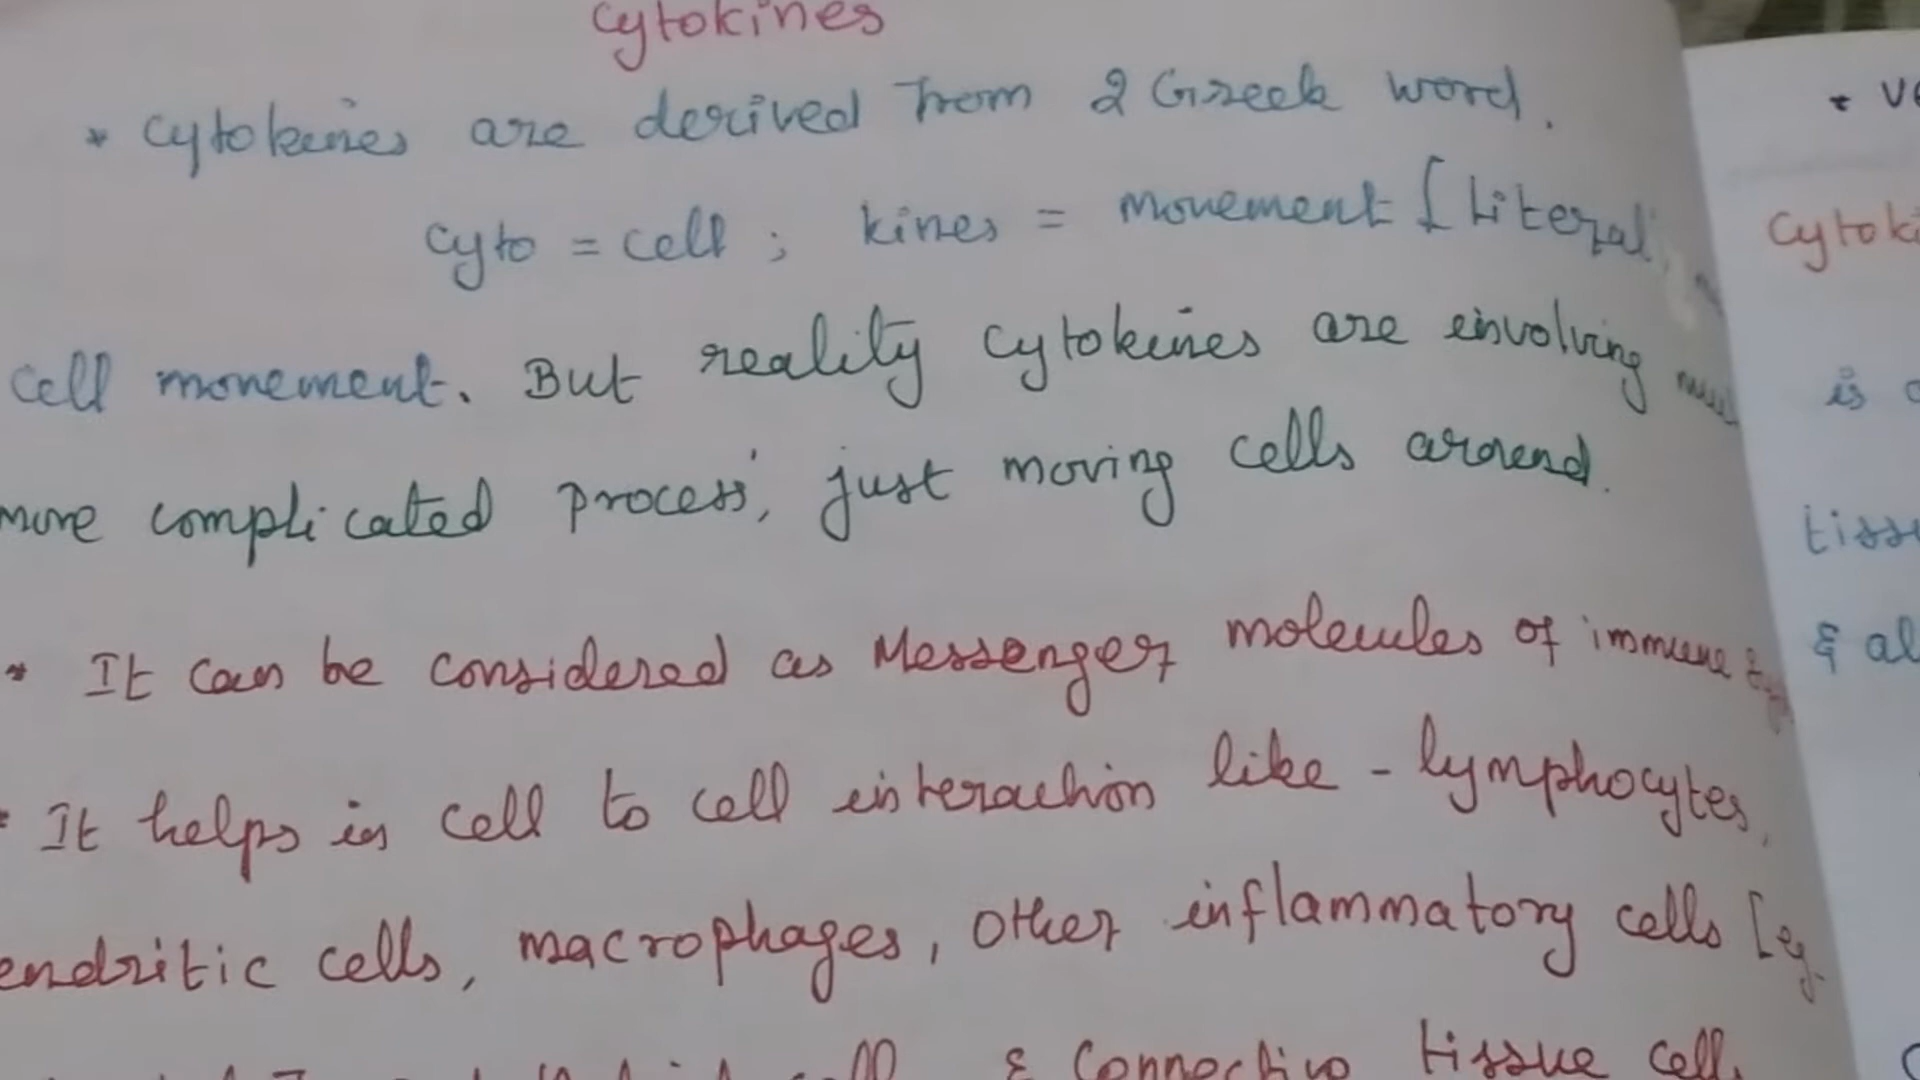 Cytokines
* Cytokines are derived from 2 Greek word.
cyto = cell ; kines = movement [Literal
cell movement. But reality cytokines are involving
more complicated process', just moving cells around.
* It can be considered as Messenger molecules of immune
* It helps in cell to cell interaction like - lymphocytes,
endritic cells, macrophages, other inflammatory cells [eg.
& Connective tissue cell
* Ve
Cytoki
is
tiss
& al